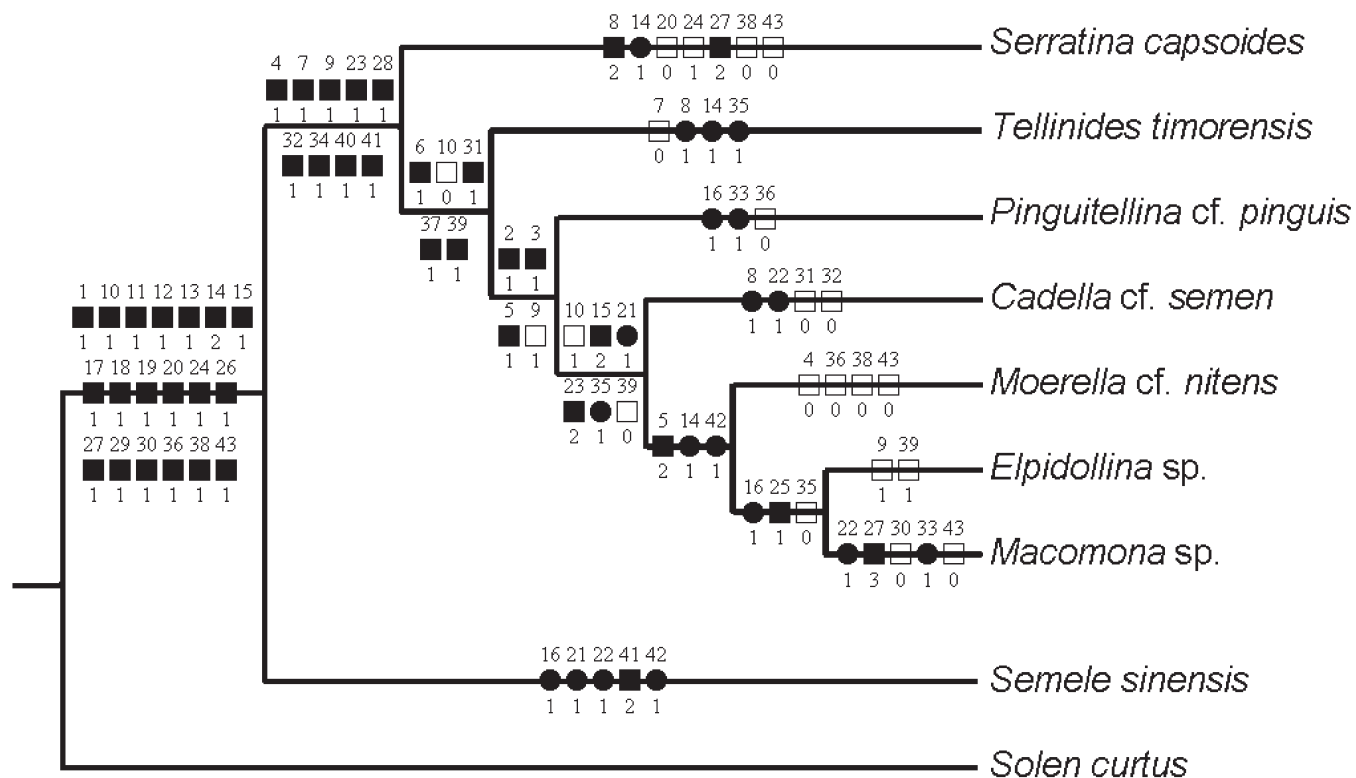 8 14 20 24 27 38 43
Serratina capsoides
2 1 0 1 2 0 0
4 7 9 23 28
1 1 1 1 1
7 8 14 35
Tellinides timorensis
0 1 1 1
32 34 40 41
1 1 1 1
6 10 31
1 0 1
16 33 36
Pinguitellina cf. pinguis
1 1 0
37 39
1 1
2 3
1 1
8 22 31 32
Cadella cf. semen
1 1 0 0
1 10 11 12 13 14 15
1 1 1 1 1 2 1
5 9
1 1
10 15 21
1 2 1
17 18 19 20 24 26
1 1 1 1 1 1
4 36 38 43
Moerella cf. nitens
0 0 0 0
23 35 39
2 1 0
5 14 42
2 1 1
27 29 30 36 38 43
1 1 1 1 1 1
9 39
Elpidollina sp.
1 1
16 25 35
1 1 0
22 27 30 33 43
Macomona sp.
1 3 0 1 0
16 21 22 41 42
Semele sinensis
1 1 1 2 1
Solen curtus